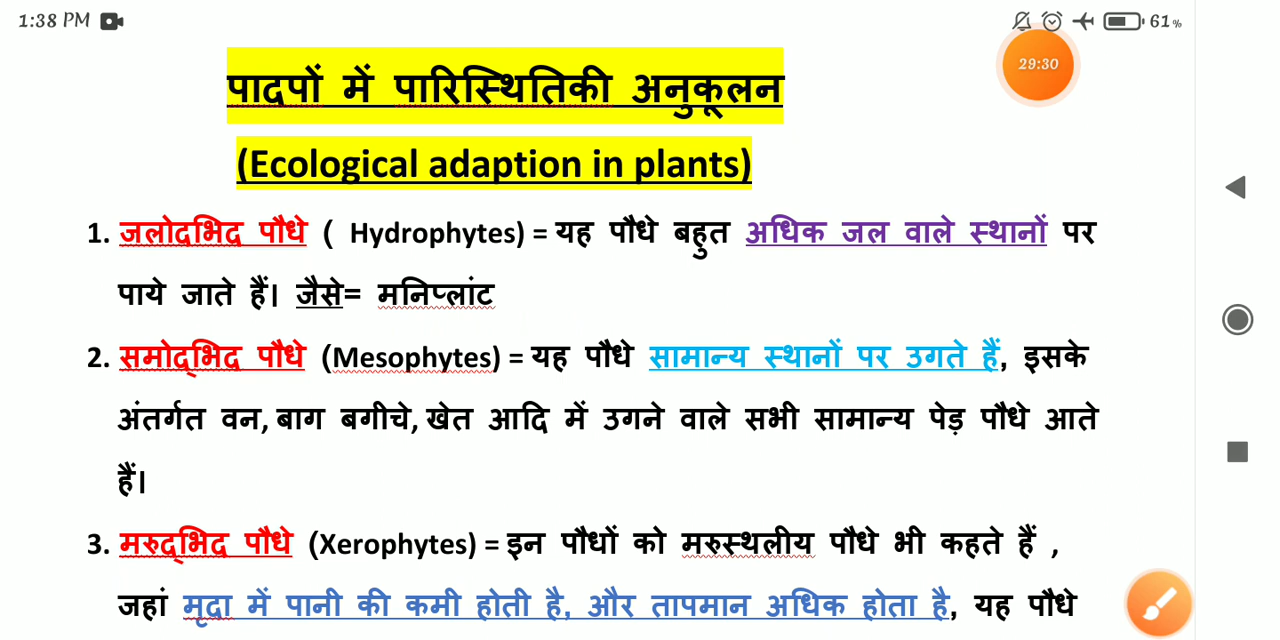 1:38 PM
61%
29:30
पादपों में पारिस्थितिकी अनुकूलन
(Ecological adaption in plants)
1. जलोदभिद पौधे ( Hydrophytes) = यह पौधे बहुत अधिक जल वाले स्थानों पर
पाये जाते हैं। जैसे= मनिप्लांट
2. समोद्भिद पौधे (Mesophytes) = यह पौधे सामान्य स्थानों पर उगते हैं, इसके
अंतर्गत वन, बाग बगीचे, खेत आदि में उगने वाले सभी सामान्य पेड़ पौधे आते
हैं।
3. मरुद्भिद पौधे (Xerophytes) = इन पौधों को मरुस्थलीय पौधे भी कहते हैं ,
जहां मृदा में पानी की कमी होती है, और तापमान अधिक होता है, यह पौधे